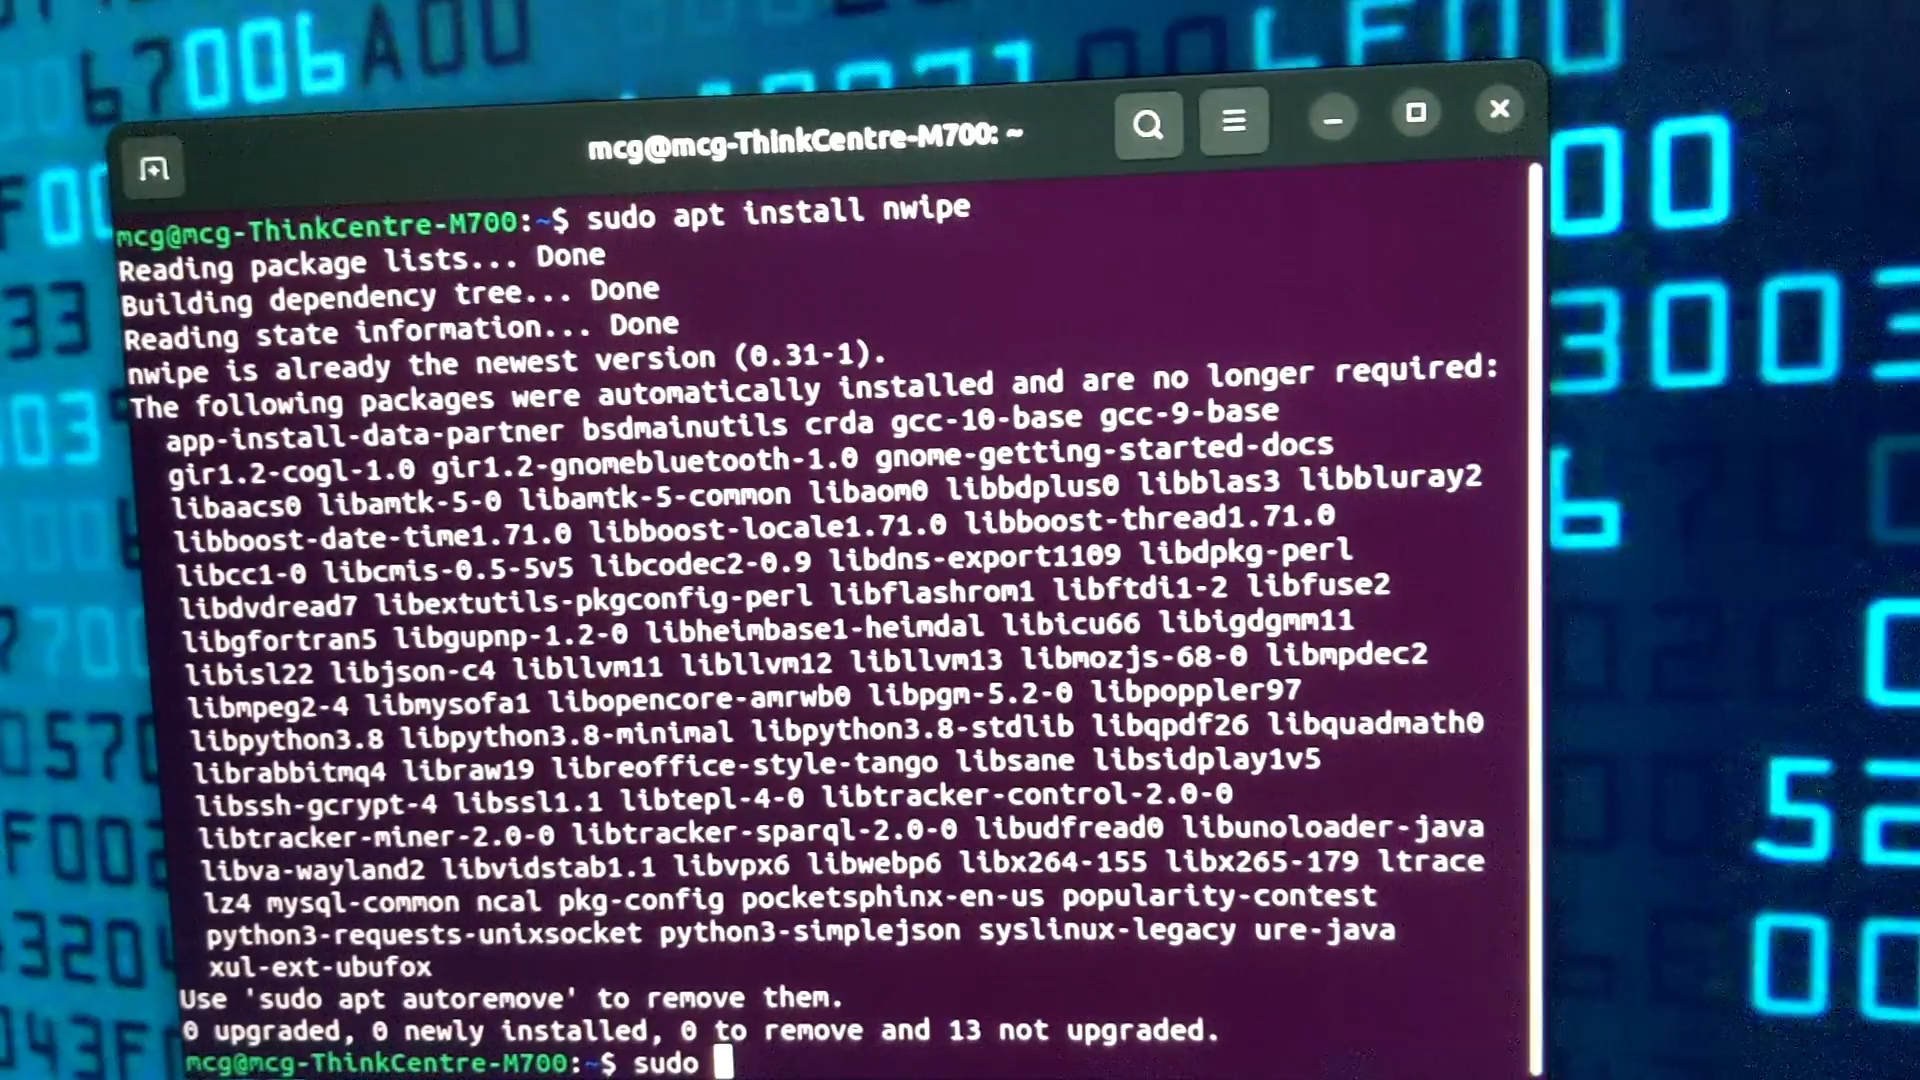 67006A00
mcg@mcg-ThinkCentre-M700: ~
mcg@mcg-ThinkCentre-M700:~$ sudo apt install nwipe
Reading package lists... Done
Building dependency tree... Done
Reading state information... Done
nwipe is already the newest version (0.31-1).
The following packages were automatically installed and are no longer required:
app-install-data-partner bsdmainutils crda gcc-10-base gcc-9-base
gir1.2-cogl-1.0 gir1.2-gnomebluetooth-1.0 gnome-getting-started-docs
libaacs0 libamtk-5-0 libamtk-5-common libaom0 libbdplus0 libblas3 libbluray2
libboost-date-time1.71.0 libboost-locale1.71.0 libboost-thread1.71.0
libcc1-0 libcmis-0.5-5v5 libcodec2-0.9 libdns-export1109 libdpkg-perl
libdvdread7 libextutils-pkgconfig-perl libflashrom1 libftdi1-2 libfuse2
libgfortran5 libgupnp-1.2-0 libheimbase1-heimdal libicu66 libigdgmm11
libisl22 libjson-c4 libllvm11 libllvm12 libllvm13 libmozjs-68-0 libmpdec2
libmpeg2-4 libmysofa1 libopencore-amrwb0 libpgm-5.2-0 libpoppler97
libpython3.8 libpython3.8-minimal libpython3.8-stdlib libqpdf26 libquadmath0
librabbitmq4 libraw19 libreoffice-style-tango libsane libsidplay1v5
libssh-gcrypt-4 libssl1.1 libtepl-4-0 libtracker-control-2.0-0
libtracker-miner-2.0-0 libtracker-sparql-2.0-0 libudfread0 libunoloader-java
libva-wayland2 libvidstab1.1 libvpx6 libwebp6 libx264-155 libx265-179 ltrace
lz4 mysql-common ncal pkg-config pocketsphinx-en-us popularity-contest
python3-requests-unixsocket python3-simplejson syslinux-legacy ure-java
xul-ext-ubufox
Use 'sudo apt autoremove' to remove them.
0 upgraded, 0 newly installed, 0 to remove and 13 not upgraded.
mcg@mcg-ThinkCentre-M700:~$ sudo